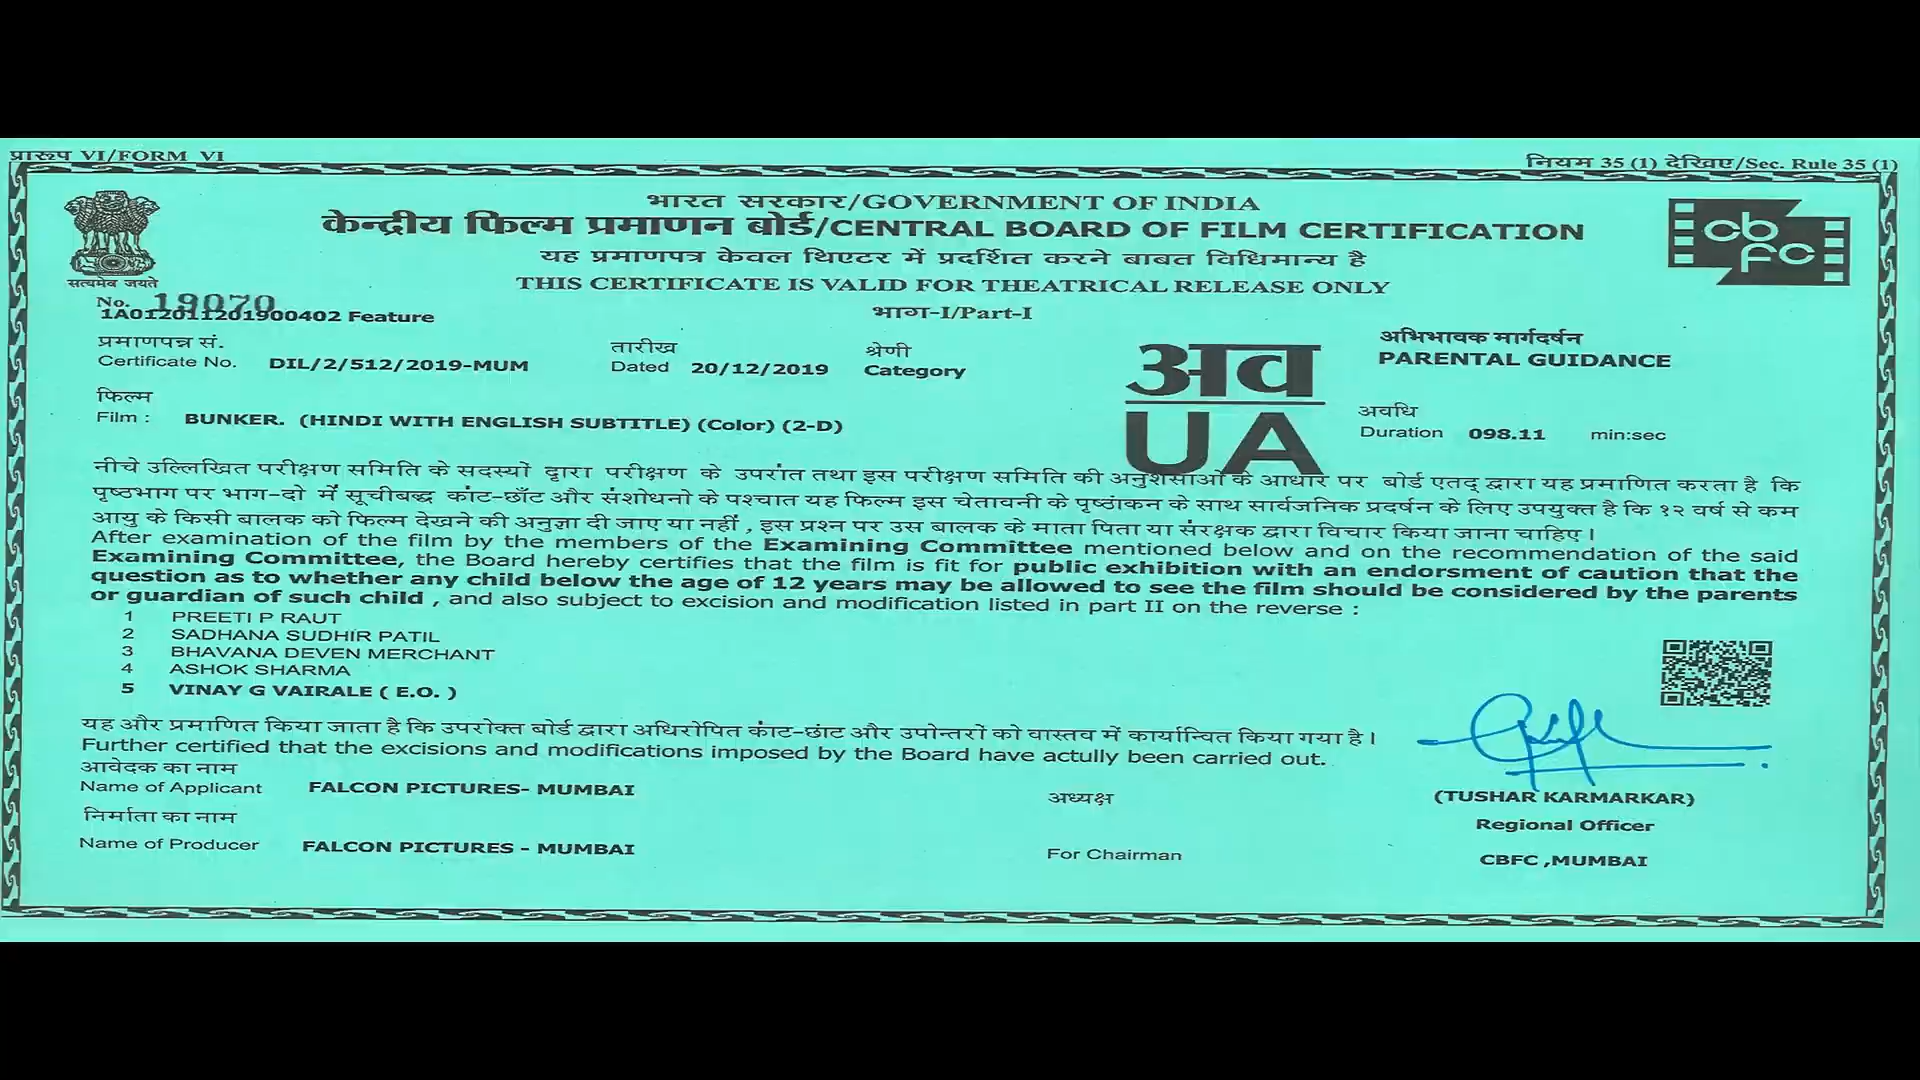 प्रारूप VI/FORM VI
नियम 35 (1) देखिए/Sec. Rule 35 (1)
भारत सरकार/GOVERNMENT OF INDIA
केन्द्रीय फिल्म प्रमाणन बोर्ड/CENTRAL BOARD OF FILM CERTIFICATION
cbfc
यह प्रमाणपत्र केवल थिएटर में प्रदर्शित करने बाबत विधिमान्य है
सत्यमेव जयते
THIS CERTIFICATE IS VALID FOR THEATRICAL RELEASE ONLY
No. 19070
1A012011201900402 Feature
भाग-I/Part-I
प्रमाणपत्र सं.
Certificate No. DIL/2/512/2019-MUM
तारीख
Dated 20/12/2019
श्रेणी
Category
अव
UA
अभिभावक मार्गदर्षन
PARENTAL GUIDANCE
फिल्म
Film : BUNKER. (HINDI WITH ENGLISH SUBTITLE) (Color) (2-D)
अवधि
Duration 098.11 min:sec
नीचे उल्लिखित परीक्षण समिति के सदस्यों द्वारा परीक्षण के उपरांत तथा इस परीक्षण समिति की अनुशंसाओं के आधार पर बोर्ड एतद् द्वारा यह प्रमाणित करता है कि
पृष्ठभाग पर भाग-दो में सूचीबद्ध कांट-छाँट और संशोधनो के पश्चात यह फिल्म इस चेतावनी के पृष्ठांकन के साथ सार्वजनिक प्रदर्षन के लिए उपयुक्त है कि १२ वर्ष से कम
आयु के किसी बालक को फिल्म देखने की अनुज्ञा दी जाए या नहीं , इस प्रश्न पर उस बालक के माता पिता या संरक्षक द्वारा विचार किया जाना चाहिए ।
After examination of the film by the members of the Examining Committee mentioned below and on the recommendation of the said
Examining Committee, the Board hereby certifies that the film is fit for public exhibition with an endorsment of caution that the
question as to whether any child below the age of 12 years may be allowed to see the film should be considered by the parents
or guardian of such child , and also subject to excision and modification listed in part II on the reverse :
1 PREETI P RAUT
2 SADHANA SUDHIR PATIL
3 BHAVANA DEVEN MERCHANT
4 ASHOK SHARMA
5 VINAY G VAIRALE ( E.O. )
यह और प्रमाणित किया जाता है कि उपरोक्त बोर्ड द्वारा अधिरोपित कांट-छांट और उपोन्तरों को वास्तव में कार्यान्वित किया गया है ।
Further certified that the excisions and modifications imposed by the Board have actully been carried out.
आवेदक का नाम
Name of Applicant FALCON PICTURES- MUMBAI
निर्माता का नाम
Name of Producer FALCON PICTURES - MUMBAI
अध्यक्ष
For Chairman
(TUSHAR KARMARKAR)
Regional Officer
CBFC ,MUMBAI